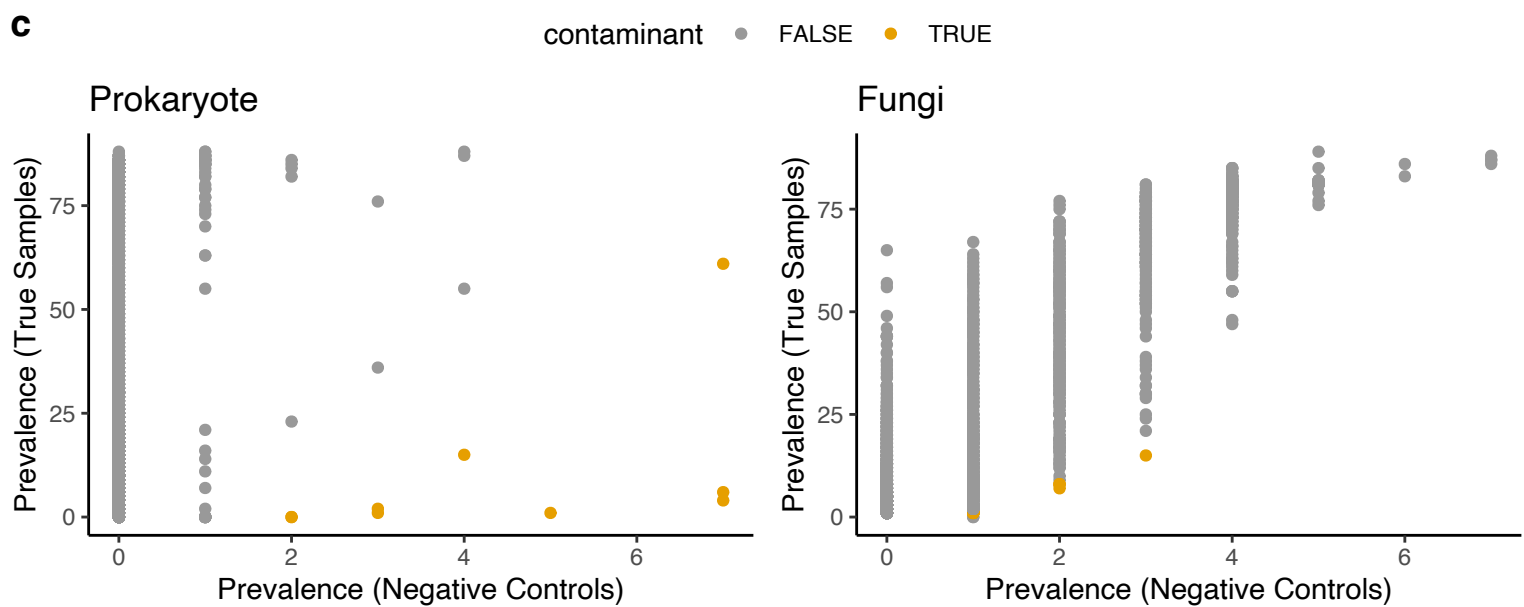 c
contaminant FALSE TRUE
Prokaryote
Prevalence (True Samples)
75
50
25
0
0 2 4 6
Prevalence (Negative Controls)
Fungi
Prevalence (True Samples)
75
50
25
0
0 2 4 6
Prevalence (Negative Controls)